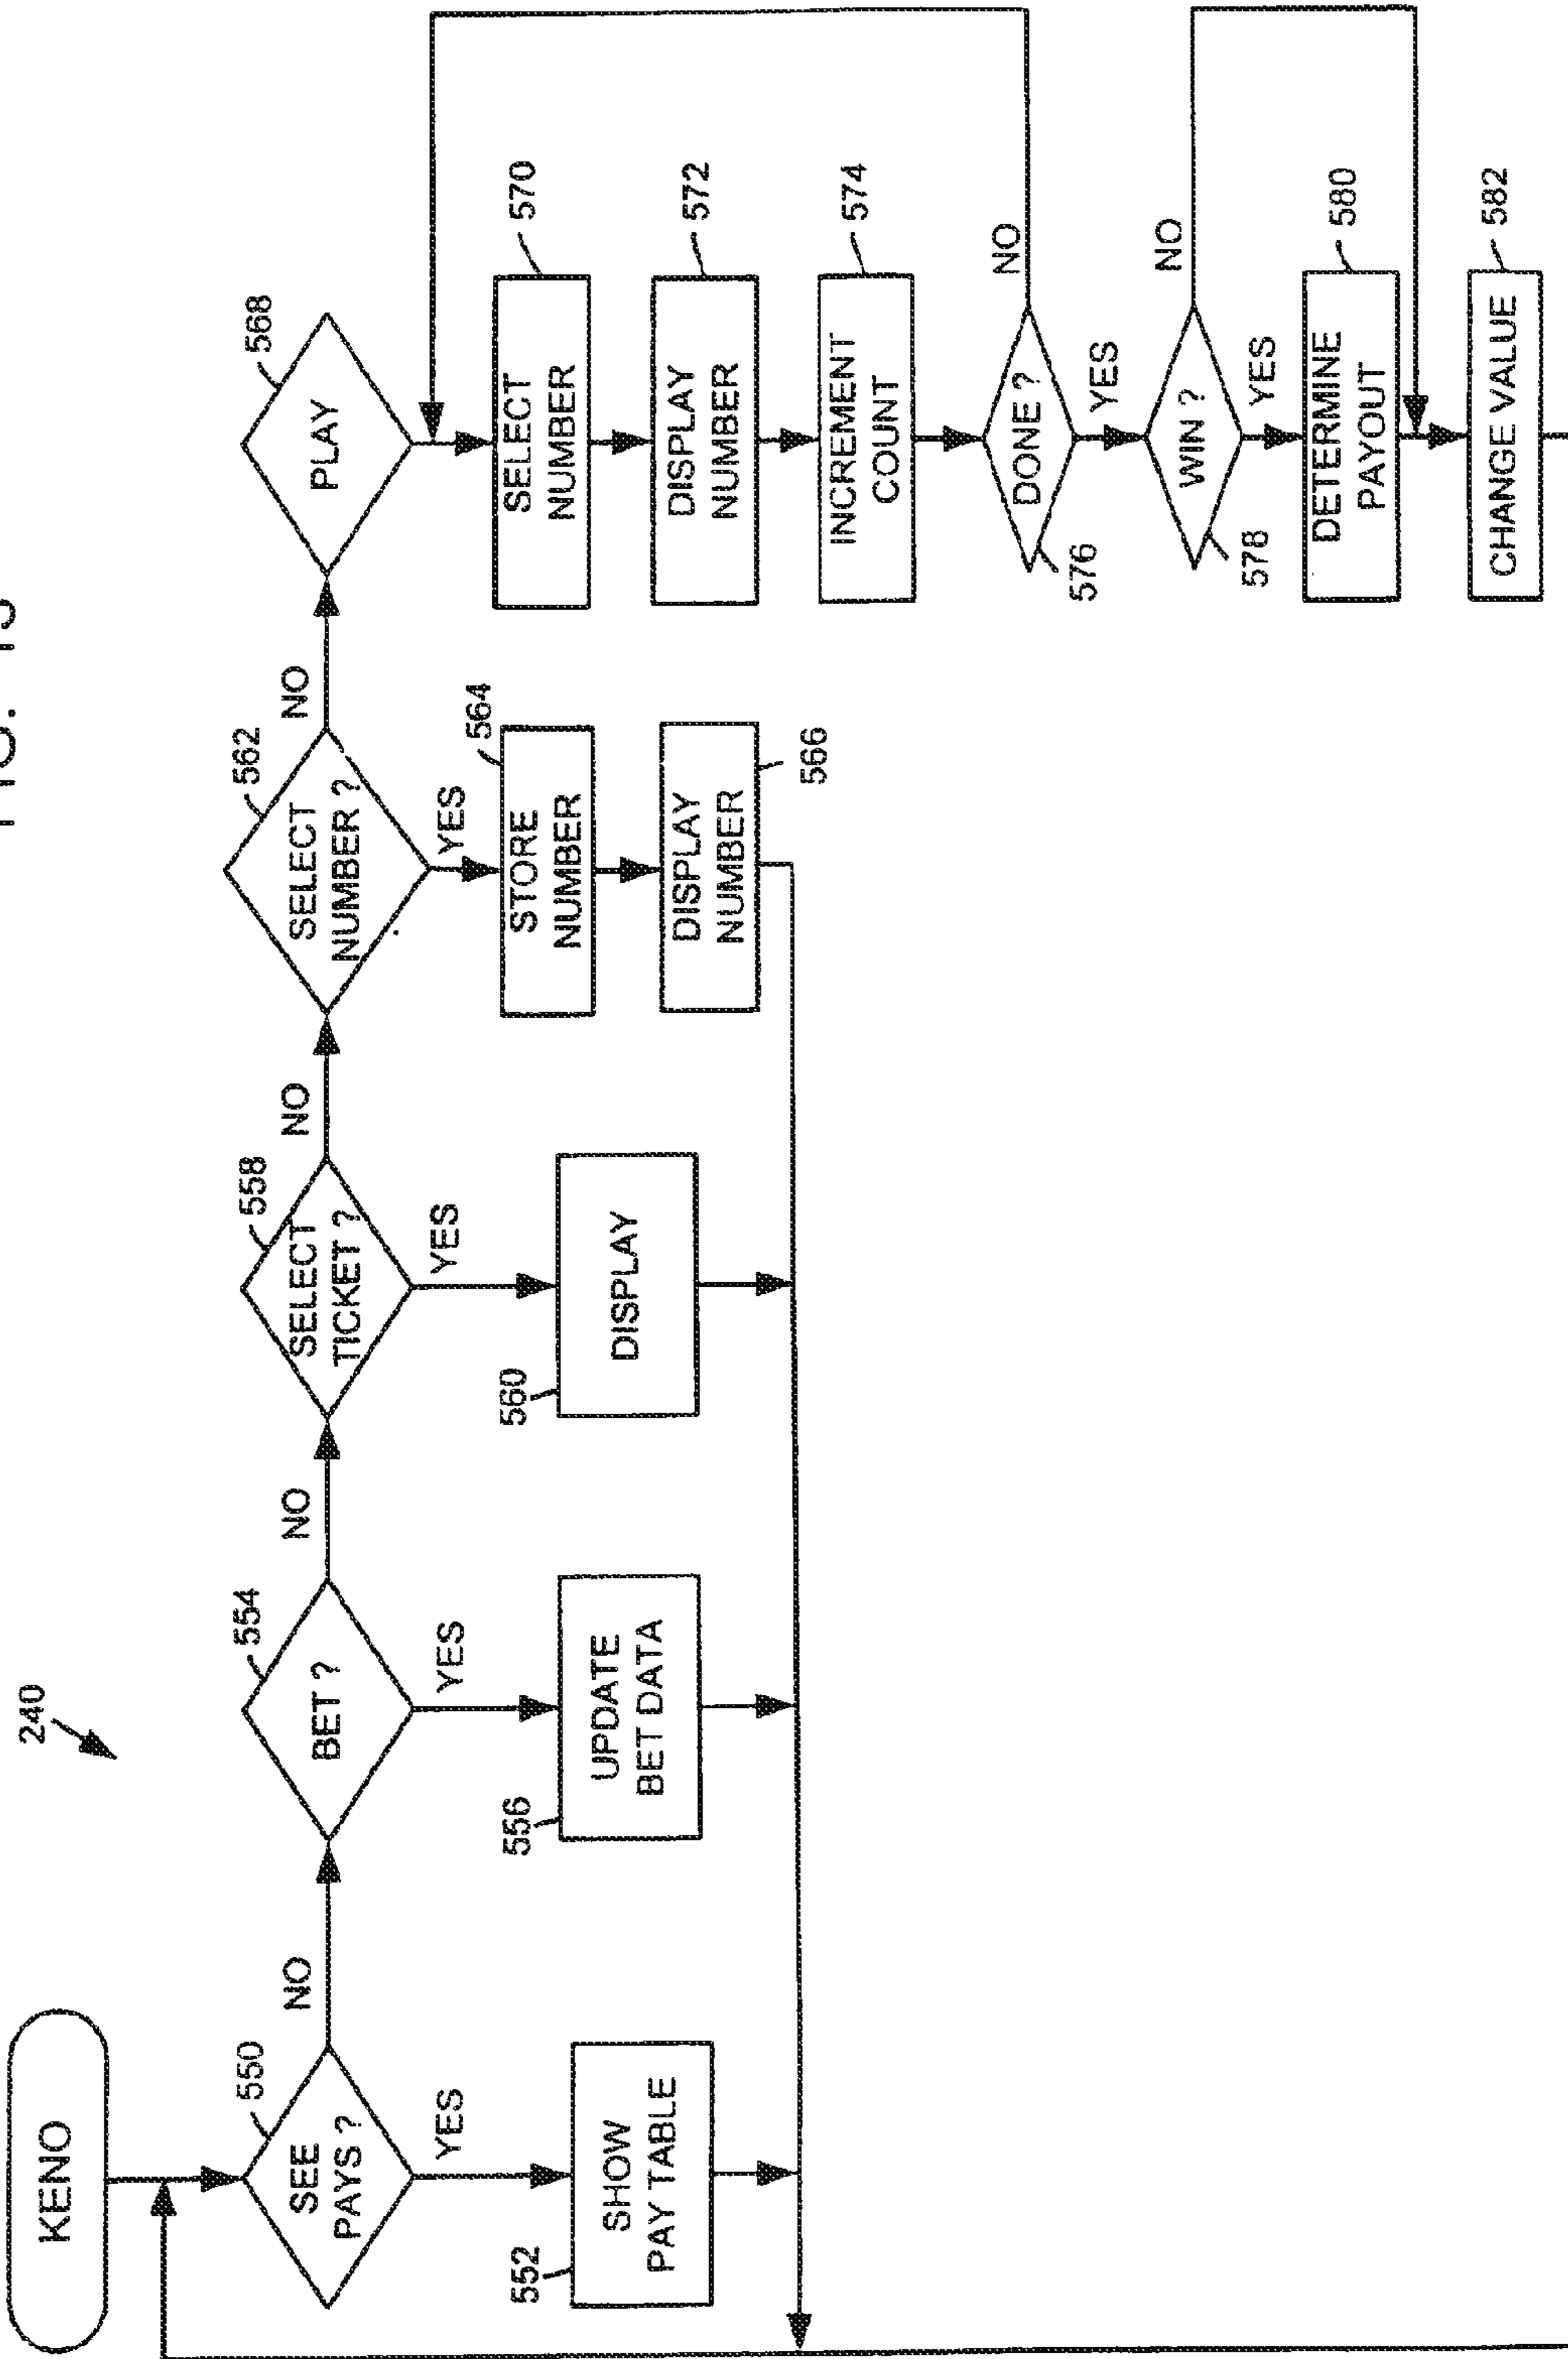 FIG.
240
KENO
SEE
PAYS ?
550
NO
YES
SHOW
PAY TABLE
552
BET ?
554
NO
YES
UPDATE
BET DATA
556
SELECT
TICKET ?
558
NO
YES
DISPLAY
560
SELECT
NUMBER ?
562
NO
YES
STORE
NUMBER
564
DISPLAY
NUMBER
566
PLAY
568
SELECT
NUMBER
570
DISPLAY
NUMBER
572
INCREMENT
COUNT
574
DONE ?
576
NO
YES
WIN ?
578
NO
YES
DETERMINE
PAYOUT
580
CHANGE VALUE
582